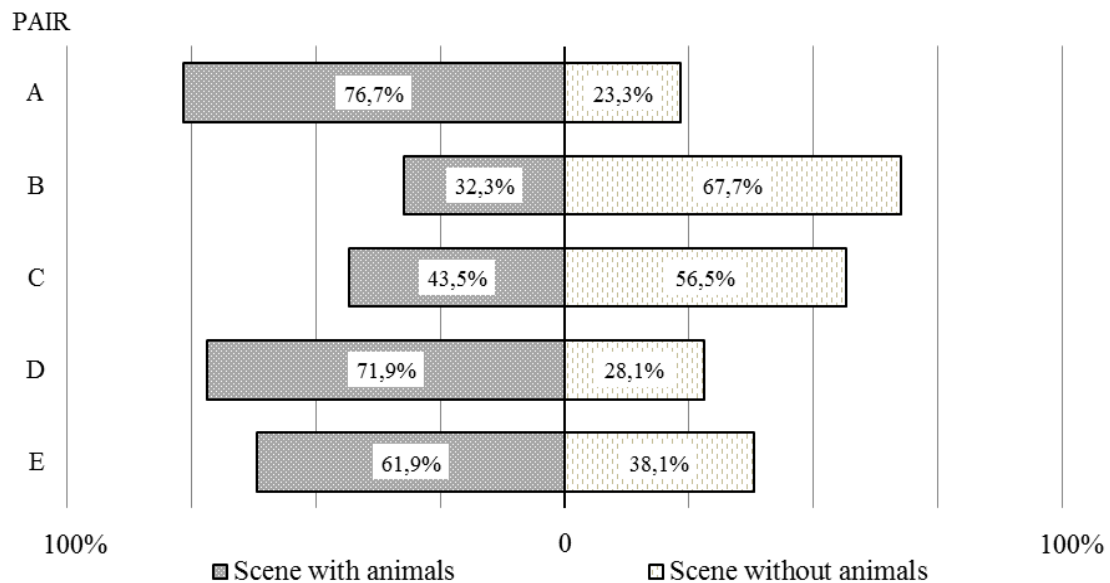 PAIR
A 76,7% 23,3%
B 32,3% 67,7%
C 43,5% 56,5%
D 71,9% 28,1%
E 61,9% 38,1%
100% 0 100%
Scene with animals Scene without animals